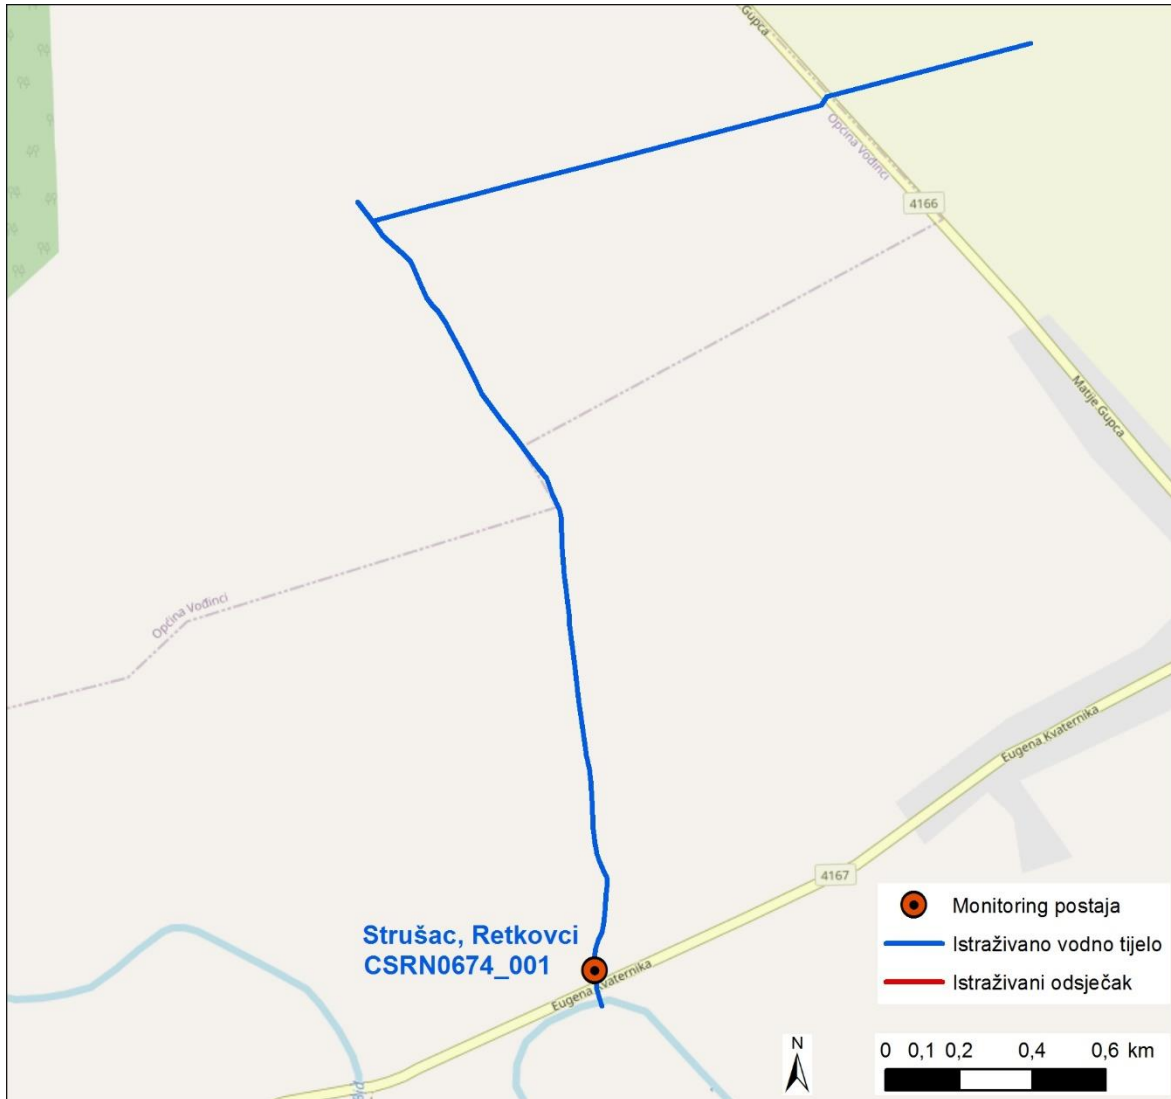 Gupca
Općina Vođinci
4166
Matije Gupca
Općina Vođinci
Eugena Kvaternika
4167
Strušac, Retkovci
CSRN0674_001
Eugena Kvaternika
Monitoring postaja
Istraživano vodno tijelo
Istraživani odsječak
N
0 0,1 0,2 0,4 0,6 km